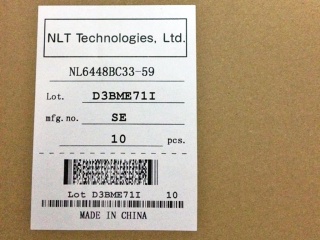 NLT Technologies, Ltd.
NL6448BC33-59
Lot. D3BME71I
mfg.no. SE
10 pcs.
Lot D3BME71I 10
MADE IN CHINA